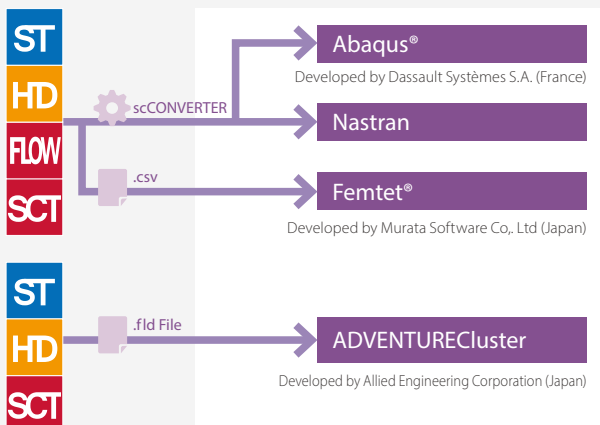 ST
HD
FLOW
SCT
scCONVERTER
.csv
Abaqus®
Developed by Dassault Systèmes S.A. (France)
Nastran
Femtet®
Developed by Murata Software Co,. Ltd (Japan)
ST
HD
SCT
.fld File
ADVENTURECluster
Developed by Allied Engineering Corporation (Japan)